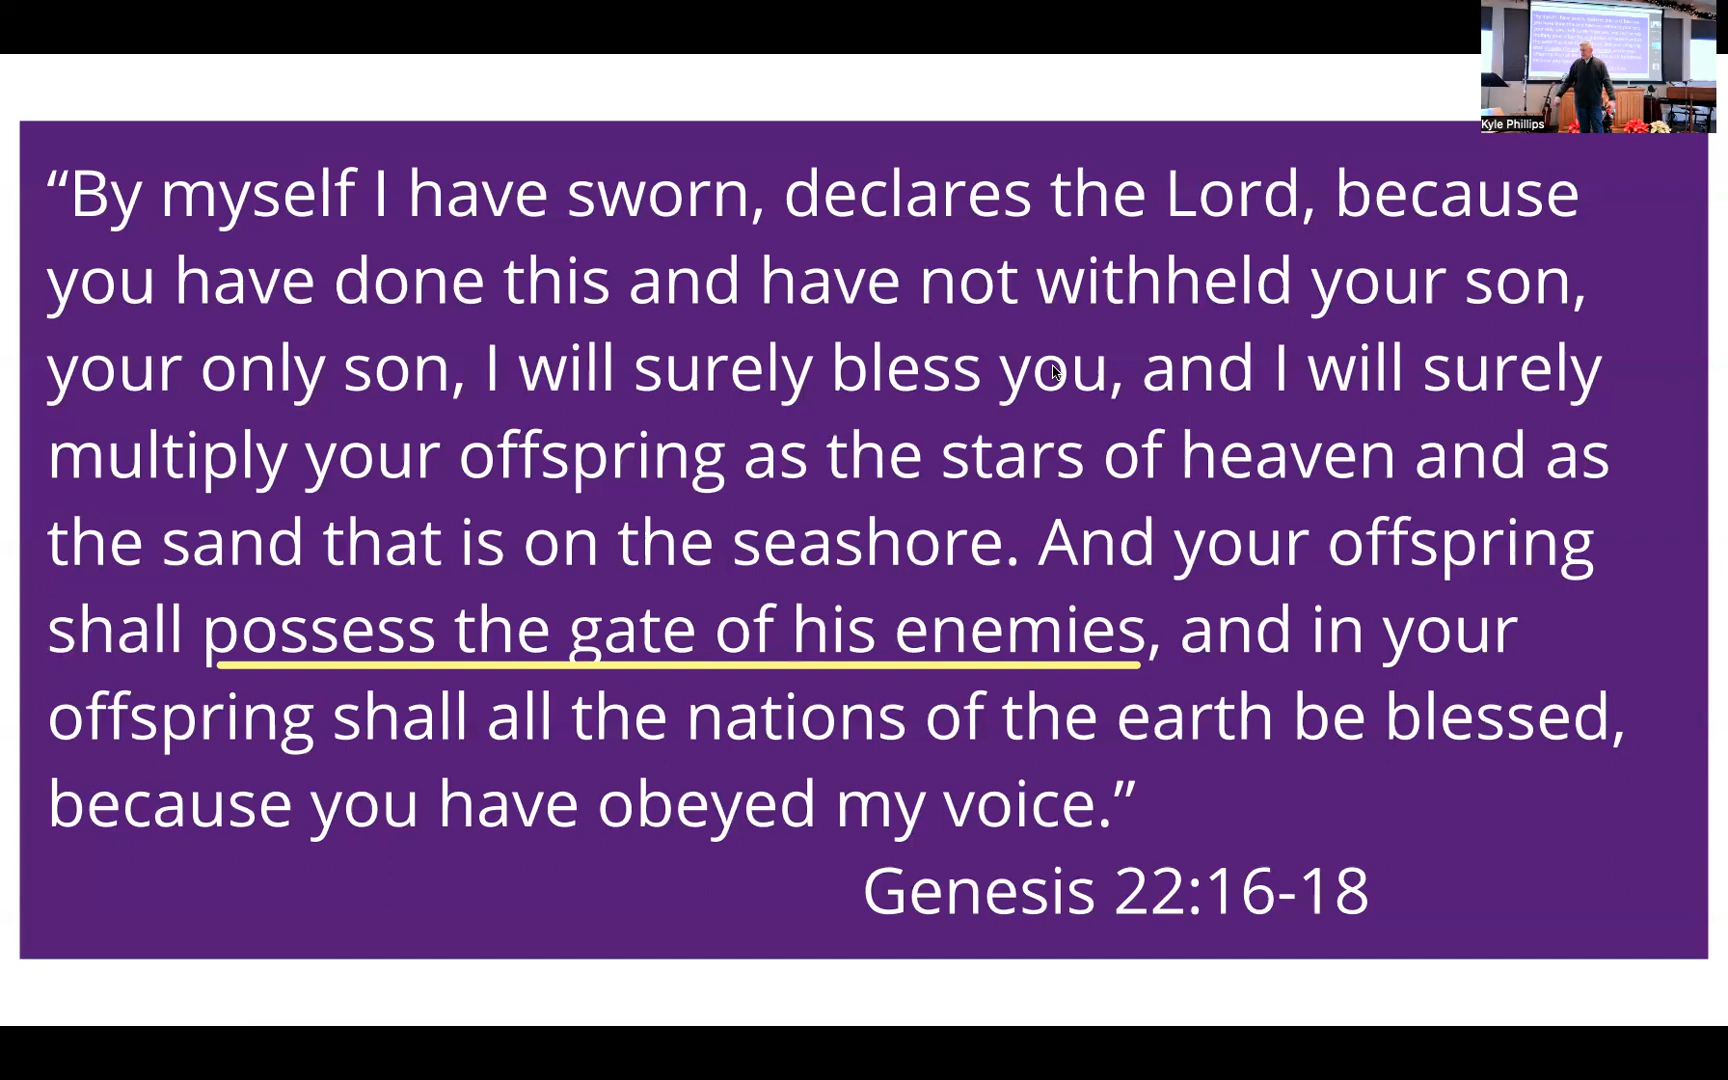 Kyle Phillips
“By myself I have sworn, declares the Lord, because
you have done this and have not withheld your son,
your only son, I will surely bless you, and I will surely
multiply your offspring as the stars of heaven and as
the sand that is on the seashore. And your offspring
shall possess the gate of his enemies, and in your
offspring shall all the nations of the earth be blessed,
because you have obeyed my voice.”
Genesis 22:16-18